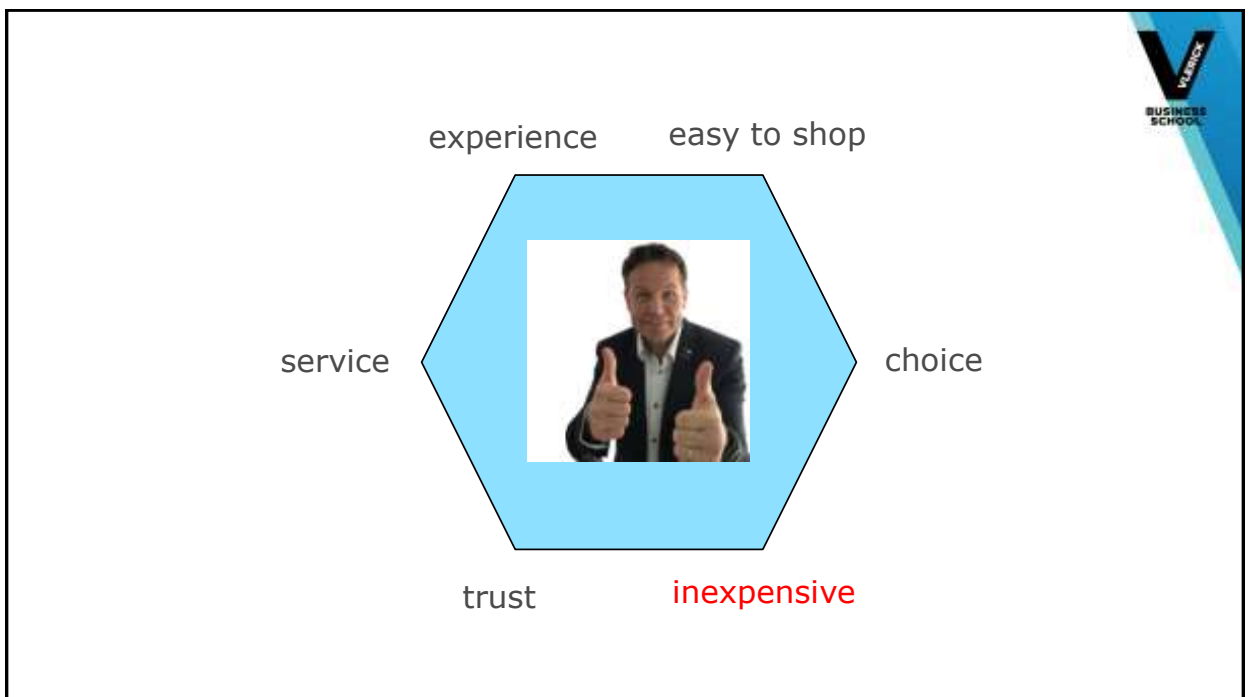 VLERICK
BUSINESS
SCHOOL
experience
easy to shop
service
choice
trust
inexpensive